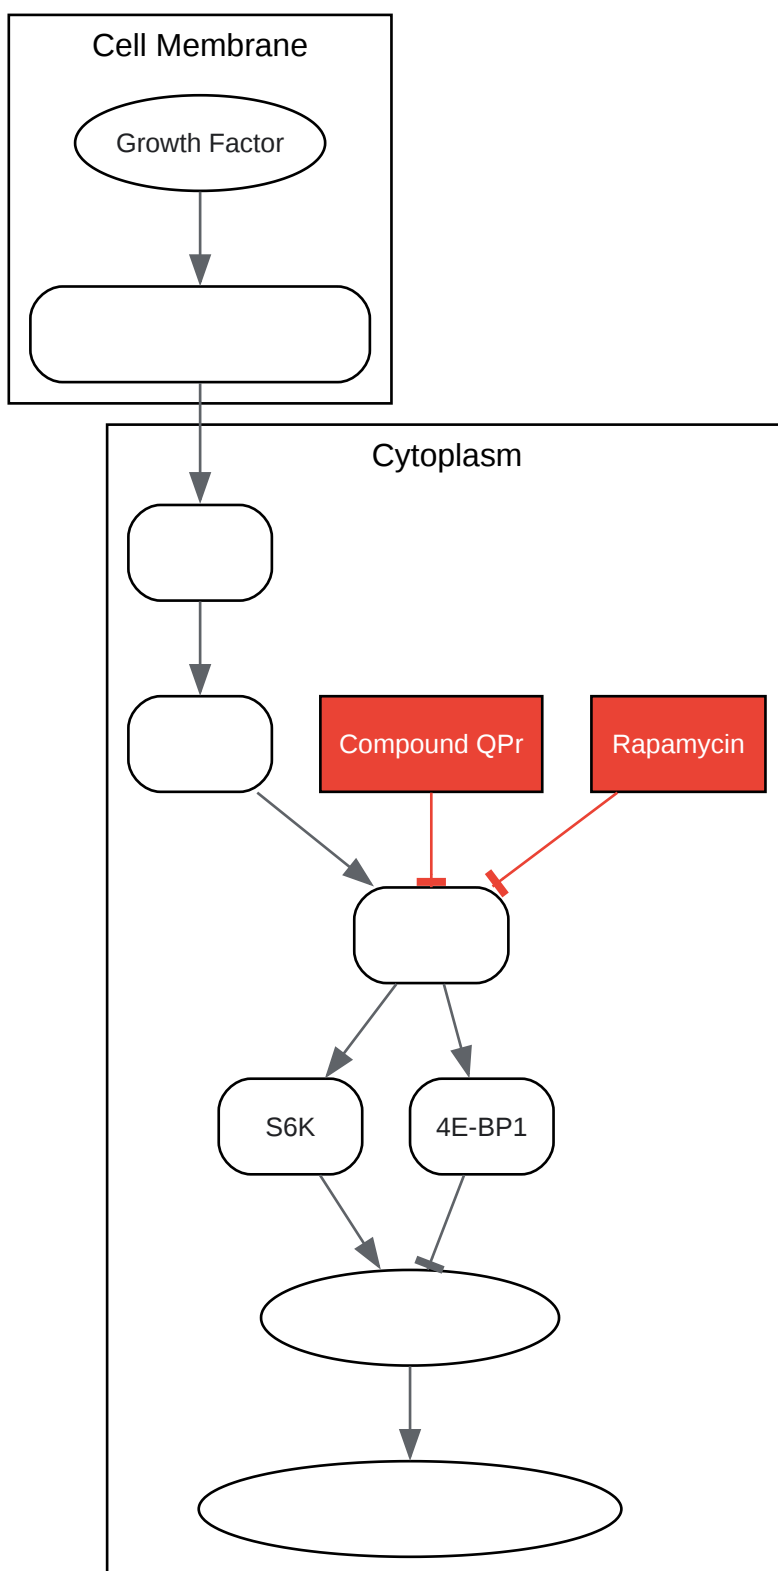 Cell Membrane
Growth Factor
Cytoplasm
Compound QPr
Rapamycin
S6K
4E-BP1